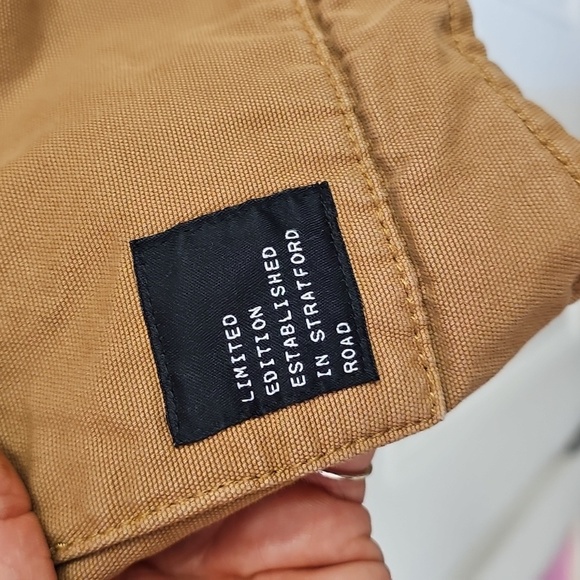 LIMITED
EDITION
ESTABLISHED
IN STRATFORD
ROAD